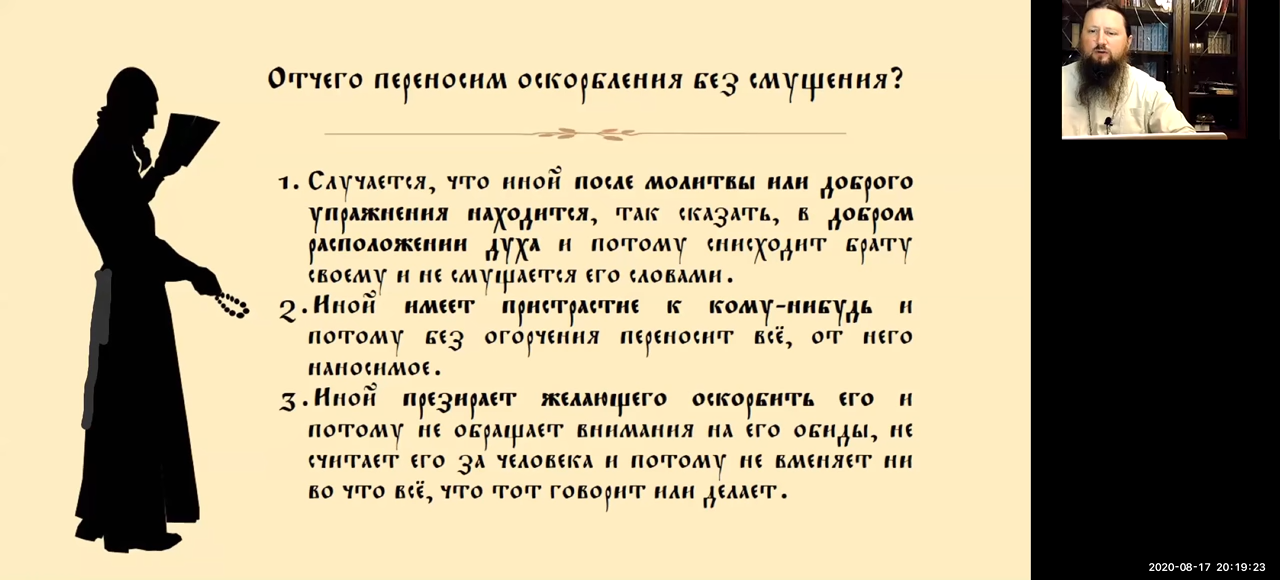 Отчего переносим оскорбления без смущения?
1. Случается, что иной после молитвы или доброго
упражнения находится, так сказать, в добром
расположении духа и потому снисходит брату
своему и не смущается его словами.
2. Иной имеет пристрастие к кому-нибудь и
потому без огорчения переносит всё, от него
наносимое.
3. Иной презирает желающего оскорбить его и
потому не обращает внимания на его обиды, не
считает его за человека и потому не вменяет ни
во что всё, что тот говорит или делает.
2020-08-17 20:19:23